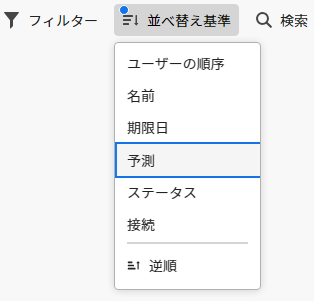 フィルター 並べ替え基準 検索
ユーザーの順序
名前
期限日
予測
ステータス
接続
逆順